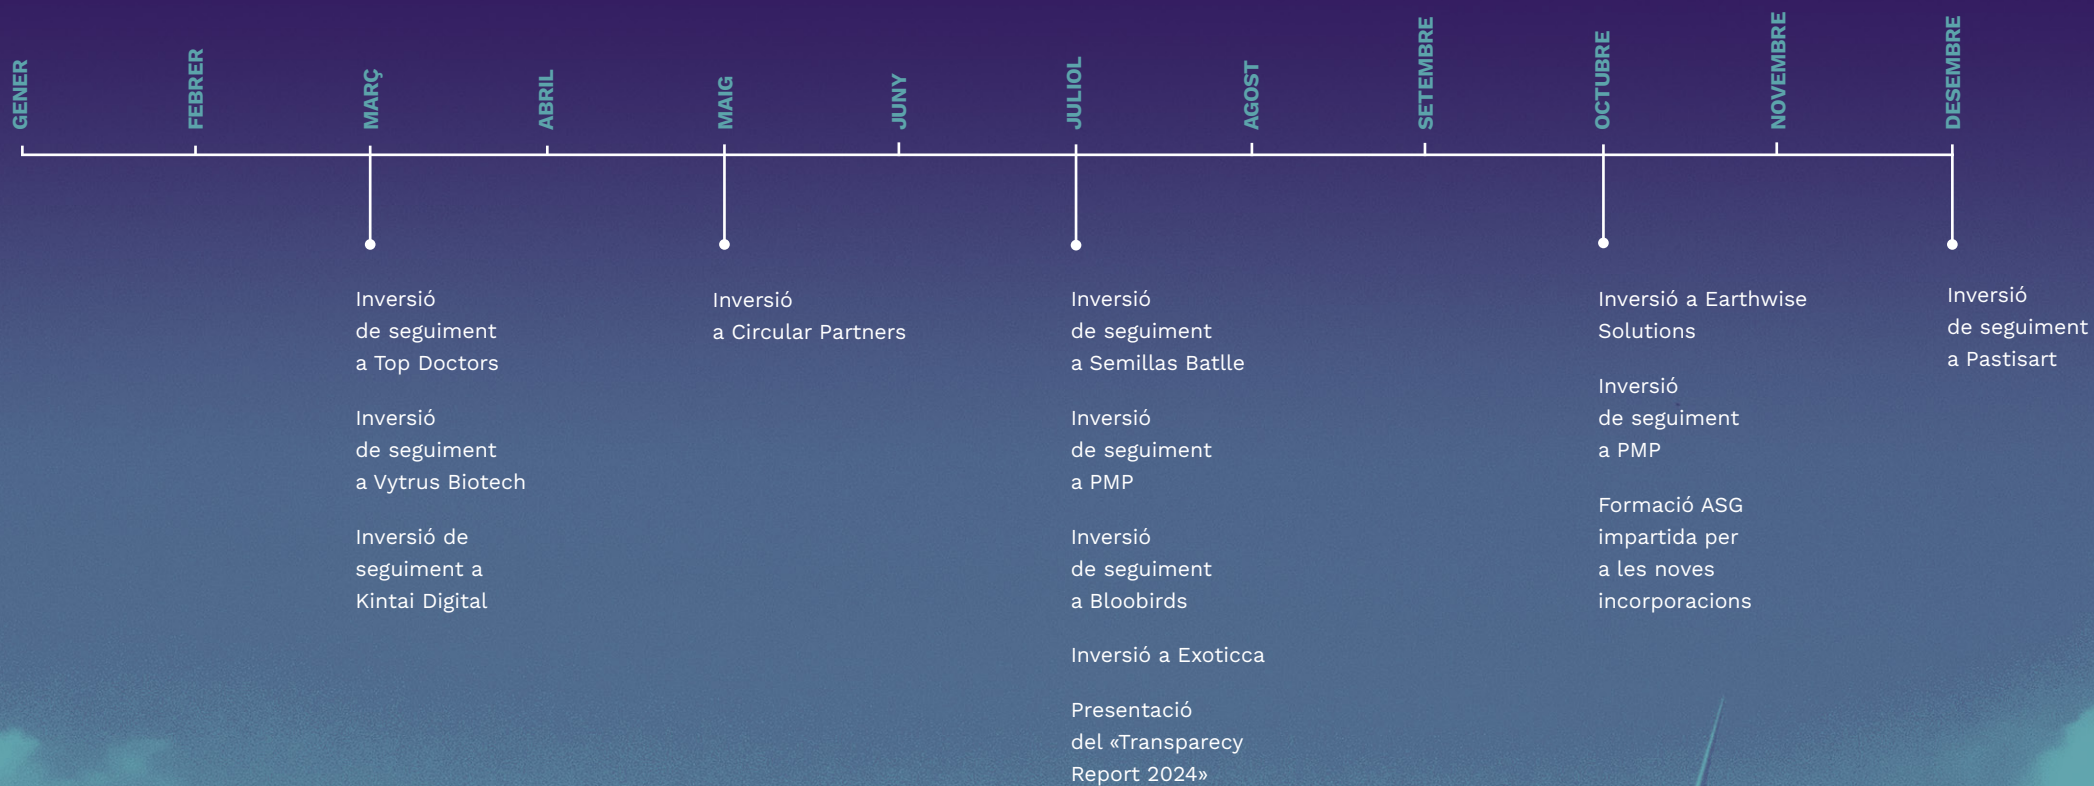 GENER
FEBRER
MARÇ
ABRIL
MAIG
JUNY
JULIOL
AGOST
SETEMBRE
OCTUBRE
NOVEMBRE
DESEMBRE
Inversió
de seguiment
a Top Doctors
Inversió
de seguiment
a Vytrus Biotech
Inversió de
seguiment a
Kintai Digital
Inversió
a Circular Partners
Inversió
de seguiment
a Semillas Batlle
Inversió
de seguiment
a PMP
Inversió
de seguiment
a Bloobirds
Inversió a Exoticca
Presentació
del «Transparecy
Report 2024»
Inversió a Earthwise
Solutions
Inversió
de seguiment
a PMP
Formació ASG
impartida per
a les noves
incorporacions
Inversió
de seguiment
a Pastisart